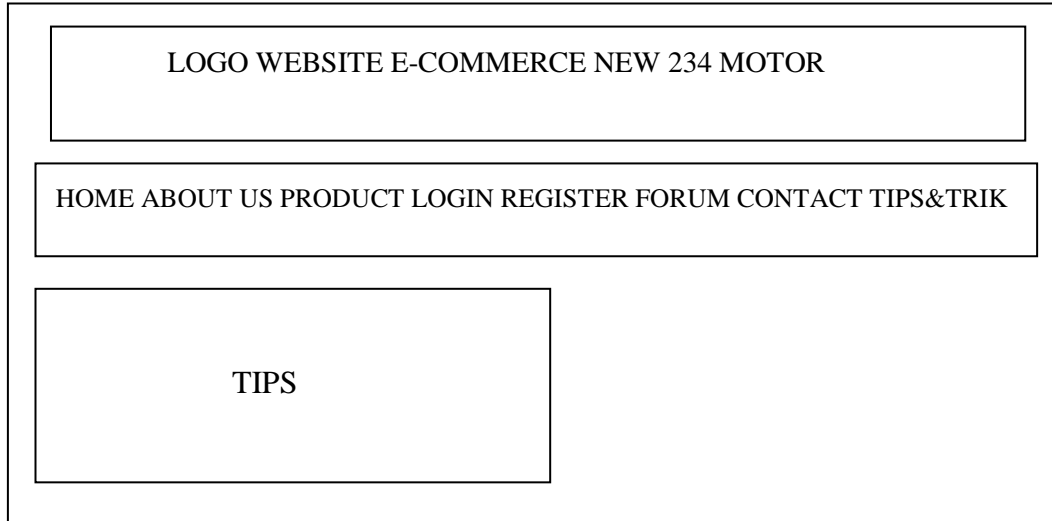 LOGO WEBSITE E-COMMERCE NEW 234 MOTOR
HOME ABOUT US PRODUCT LOGIN REGISTER FORUM CONTACT TIPS&TRIK
TIPS